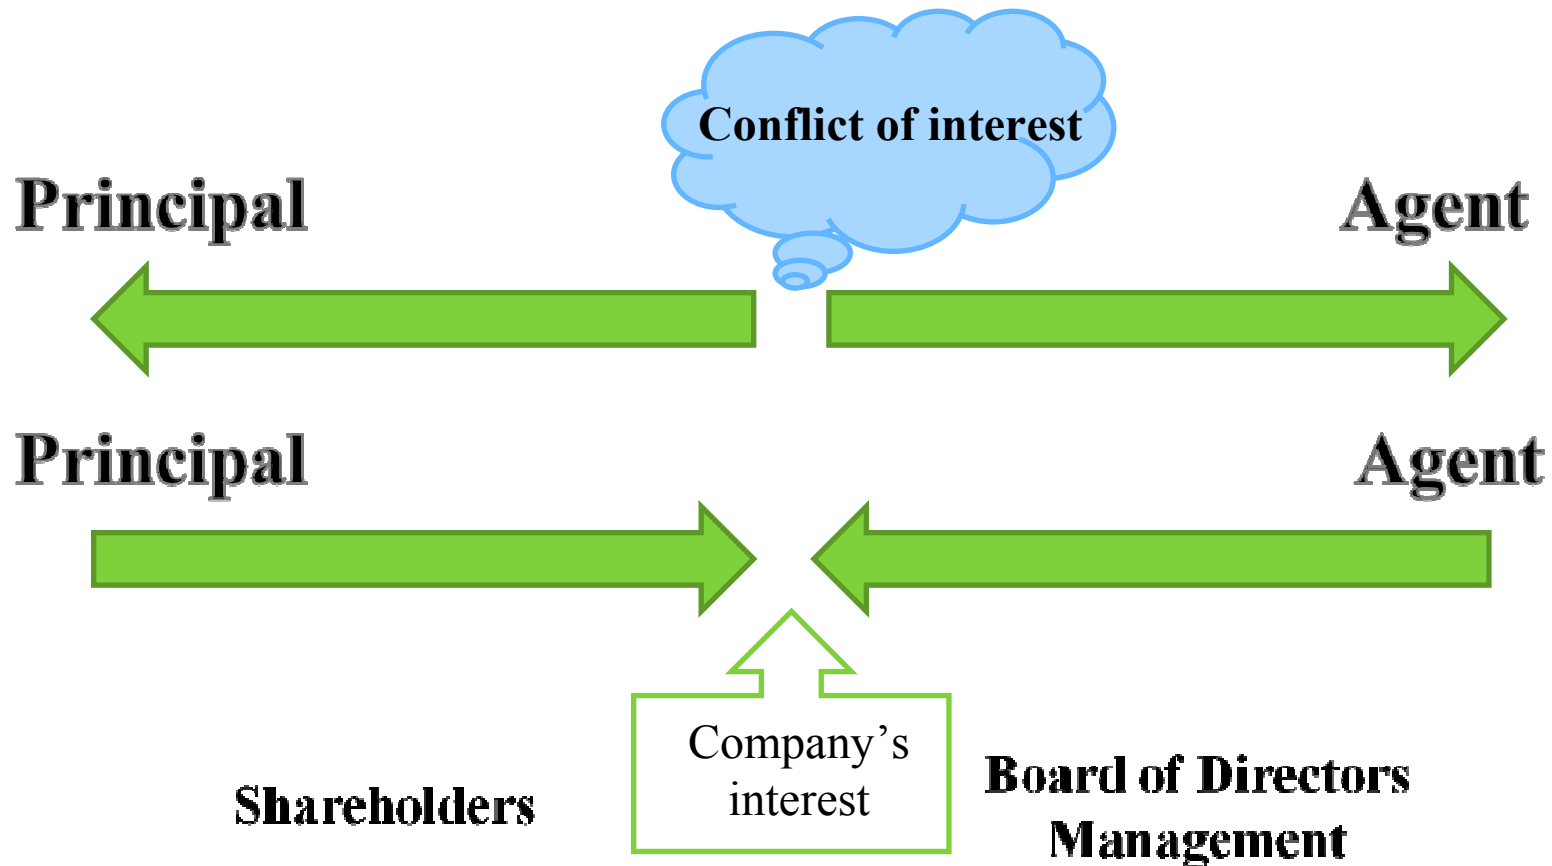 Conflict of interest
Principal
Agent
Principal
Agent
Company’s
interest
Shareholders
Board of Directors
Management